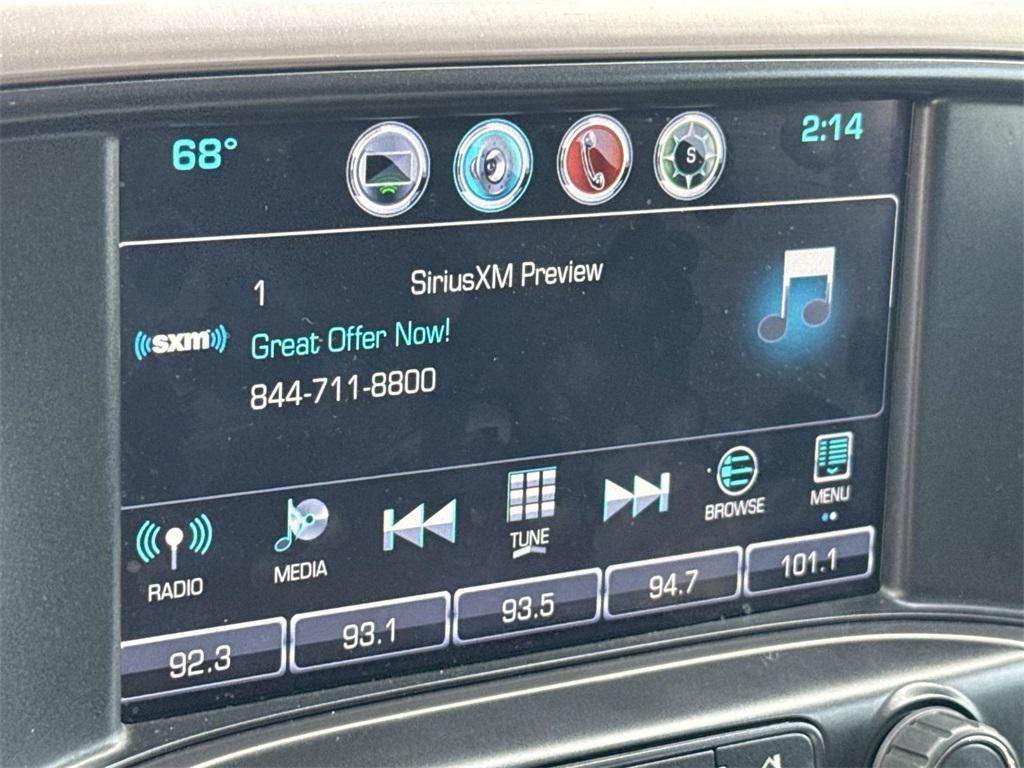 68° 2:14
S
1 SiriusXM Preview
((sxm))
Great Offer Now!
844-711-8800
RADIO MEDIA TUNE BROWSE MENU
92.3 93.1 93.5 94.7 101.1